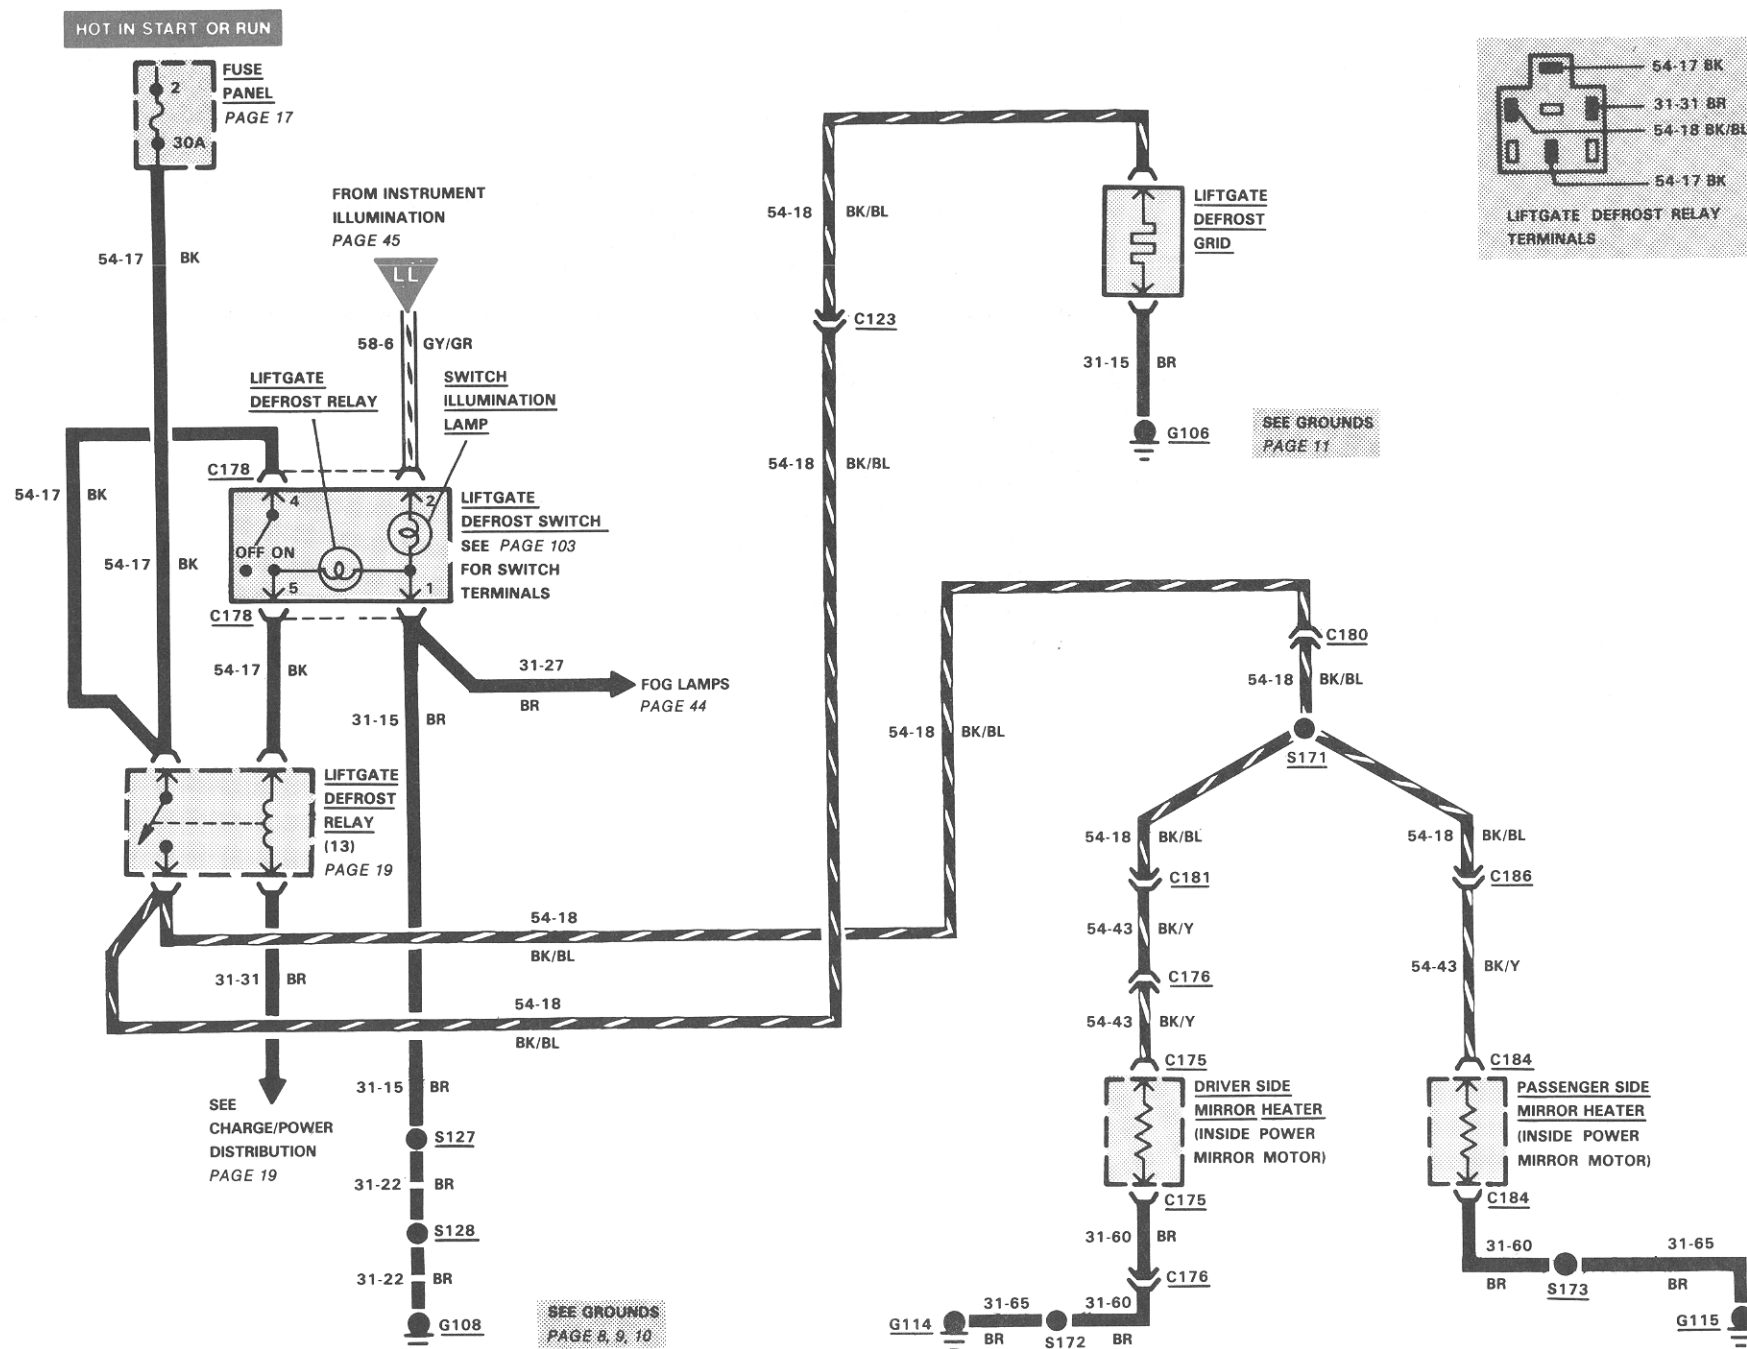 HOT IN START OR RUN
FUSE
PANEL
PAGE 17
2
30A
54-17 BK
FROM INSTRUMENT
ILLUMINATION
PAGE 45
LL
58-6 GY/GR
LIFTGATE
DEFROST RELAY
SWITCH
ILLUMINATION
LAMP
C178
54-17 BK
54-17 BK
4
2
OFF ON
5
1
LIFTGATE
DEFROST SWITCH
SEE PAGE 103
FOR SWITCH
TERMINALS
C178
54-17 BK
31-27
BR
FOG LAMPS
PAGE 44
31-15 BR
LIFTGATE
DEFROST
RELAY
(13)
PAGE 19
54-18
BK/BL
31-31 BR
54-18
BK/BL
SEE
CHARGE/POWER
DISTRIBUTION
PAGE 19
31-15 BR
S127
31-22 BR
S128
31-22 BR
G108
SEE GROUNDS
PAGE 8, 9, 10
54-18 BK/BL
C123
54-18 BK/BL
LIFTGATE
DEFROST
GRID
31-15 BR
G106
SEE GROUNDS
PAGE 11
54-17 BK
31-31 BR
54-18 BK/BL
54-17 BK
LIFTGATE DEFROST RELAY
TERMINALS
54-18 BK/BL
C180
54-18 BK/BL
S171
54-18 BK/BL
C181
54-43 BK/Y
C176
54-43 BK/Y
C175
DRIVER SIDE
MIRROR HEATER
(INSIDE POWER
MIRROR MOTOR)
C175
31-60 BR
C176
31-60
BR
S172
31-65
BR
G114
54-18 BK/BL
C186
54-43 BK/Y
C184
PASSENGER SIDE
MIRROR HEATER
(INSIDE POWER
MIRROR MOTOR)
C184
31-60
BR
S173
31-65
BR
G115